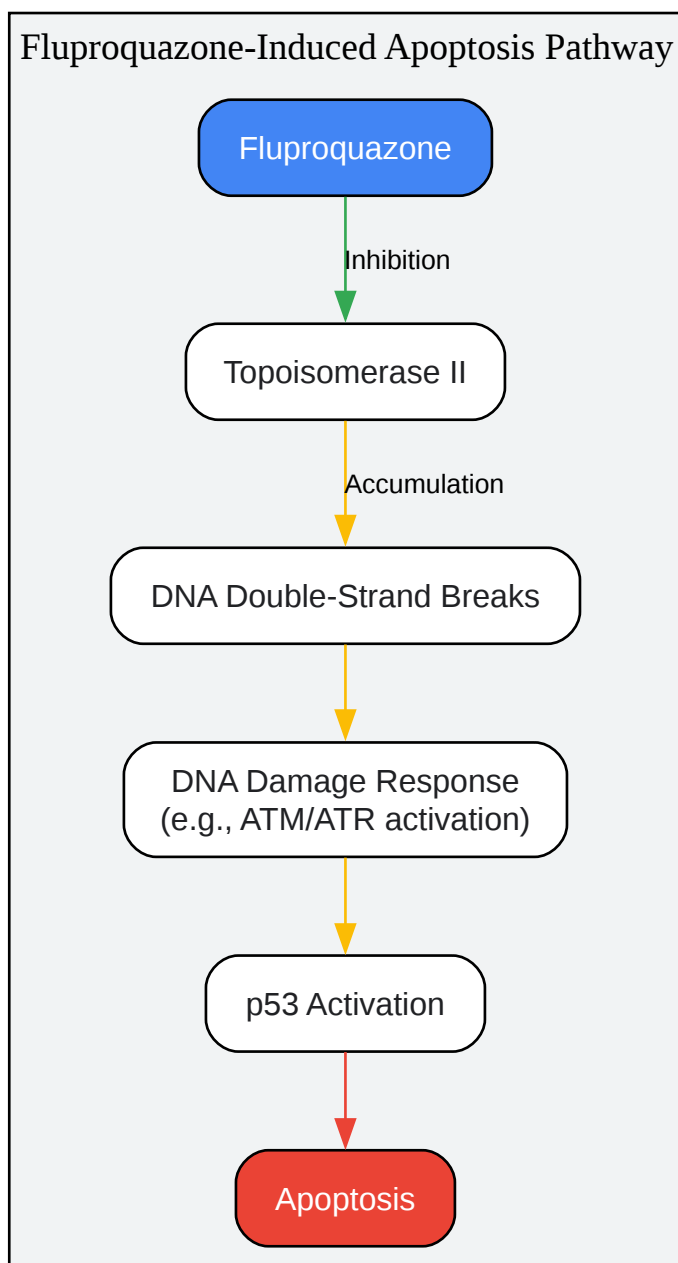 Fluproquazone-Induced Apoptosis Pathway
Fluproquazone
Inhibition
Topoisomerase II
Accumulation
DNA Double-Strand Breaks
DNA Damage Response
(e.g., ATM/ATR activation)
p53 Activation
Apoptosis